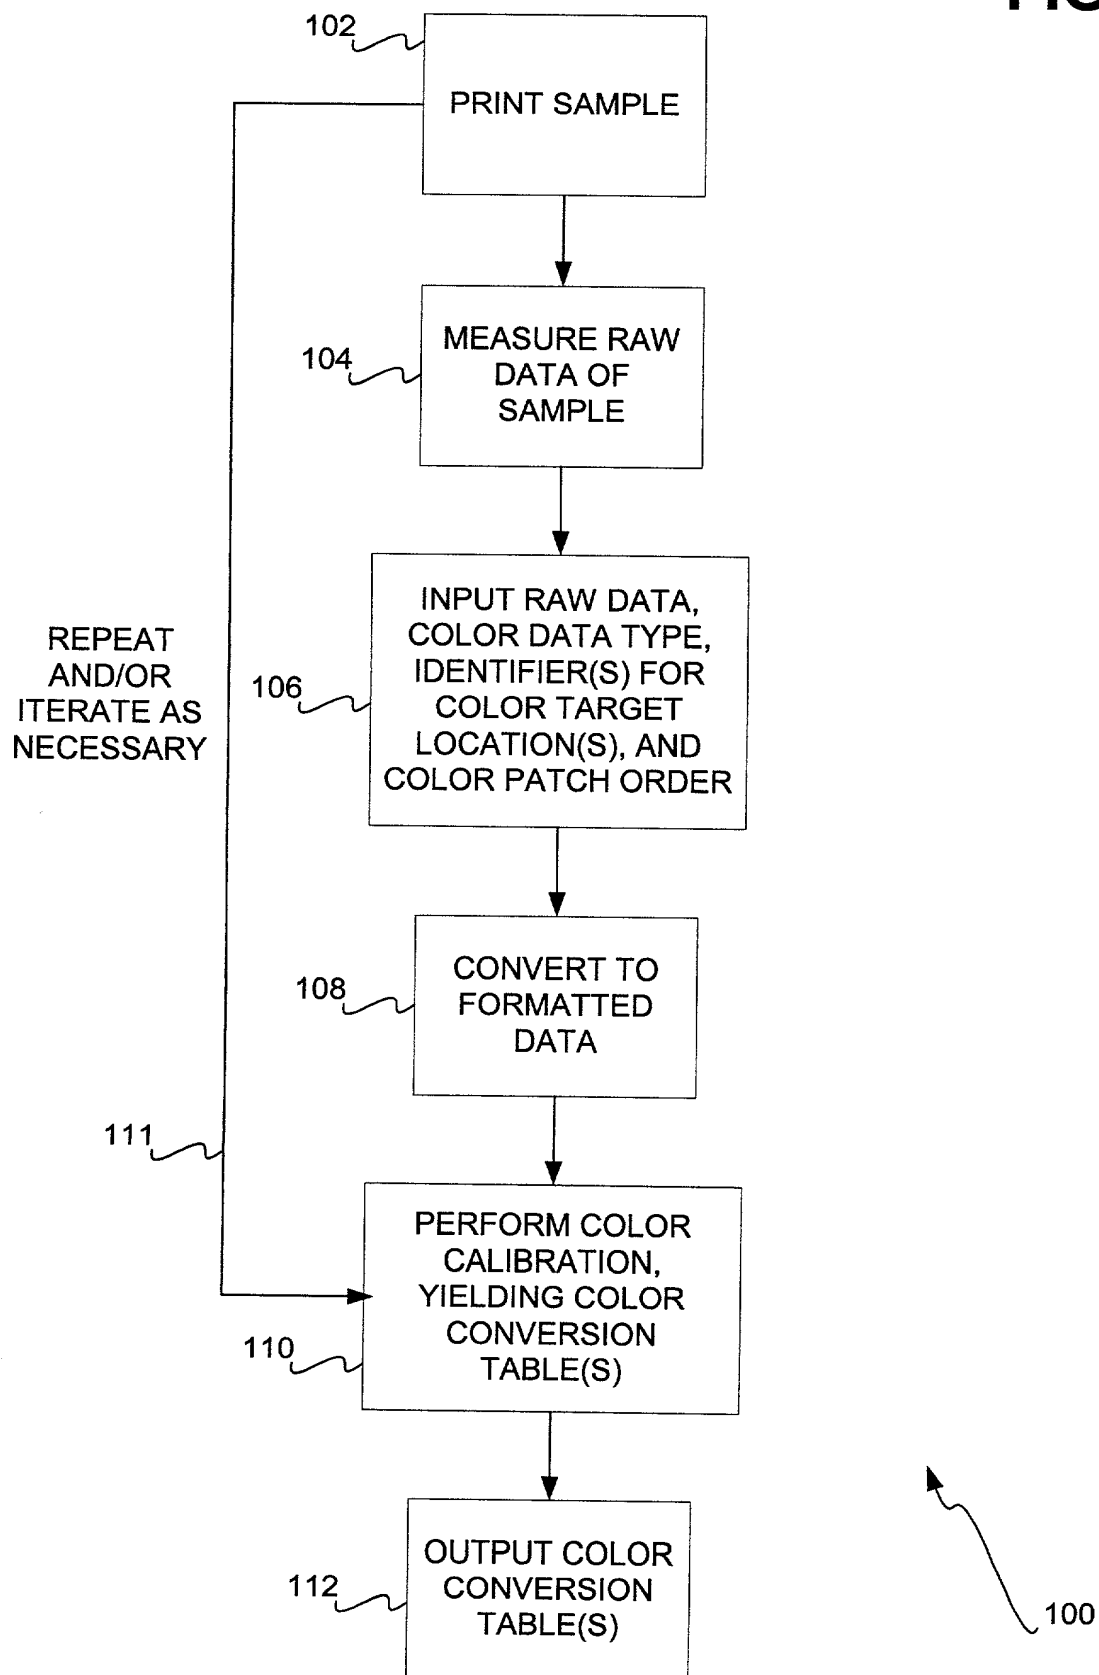 102
PRINT SAMPLE
104
MEASURE RAW
DATA OF
SAMPLE
REPEAT
AND/OR
ITERATE AS
NECESSARY
106
INPUT RAW DATA,
COLOR DATA TYPE,
IDENTIFIER(S) FOR
COLOR TARGET
LOCATION(S), AND
COLOR PATCH ORDER
108
CONVERT TO
FORMATTED
DATA
111
PERFORM COLOR
CALIBRATION,
YIELDING COLOR
CONVERSION
TABLE(S)
110
OUTPUT COLOR
CONVERSION
TABLE(S)
112
100